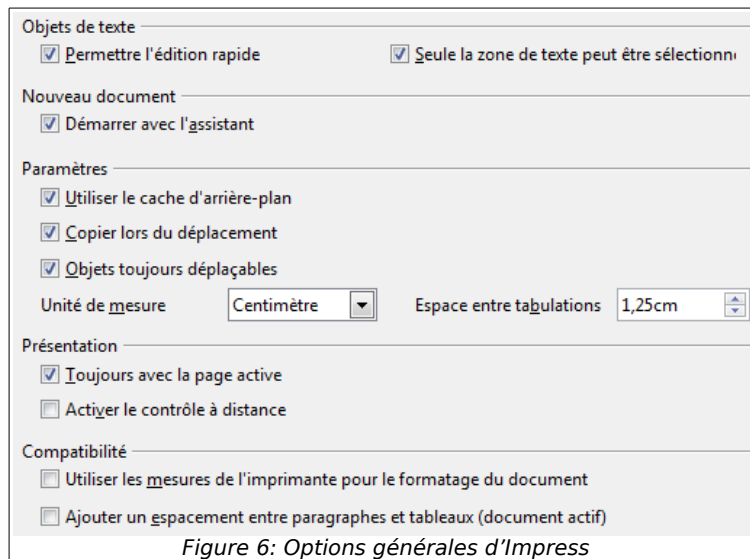 Objets de texte
Permettre l'édition rapide Seule la zone de texte peut être sélectionn
Nouveau document
Démarrer avec l'assistant
Paramètres
Utiliser le cache d'arrière-plan
Copier lors du déplacement
Objets toujours déplaçables
Unité de mesure Centimètre Espace entre tabulations 1,25cm
Présentation
Toujours avec la page active
Activer le contrôle à distance
Compatibilité
Utiliser les mesures de l'imprimante pour le formatage du document
Ajouter un espacement entre paragraphes et tableaux (document actif)
Figure 6: Options générales d’Impress